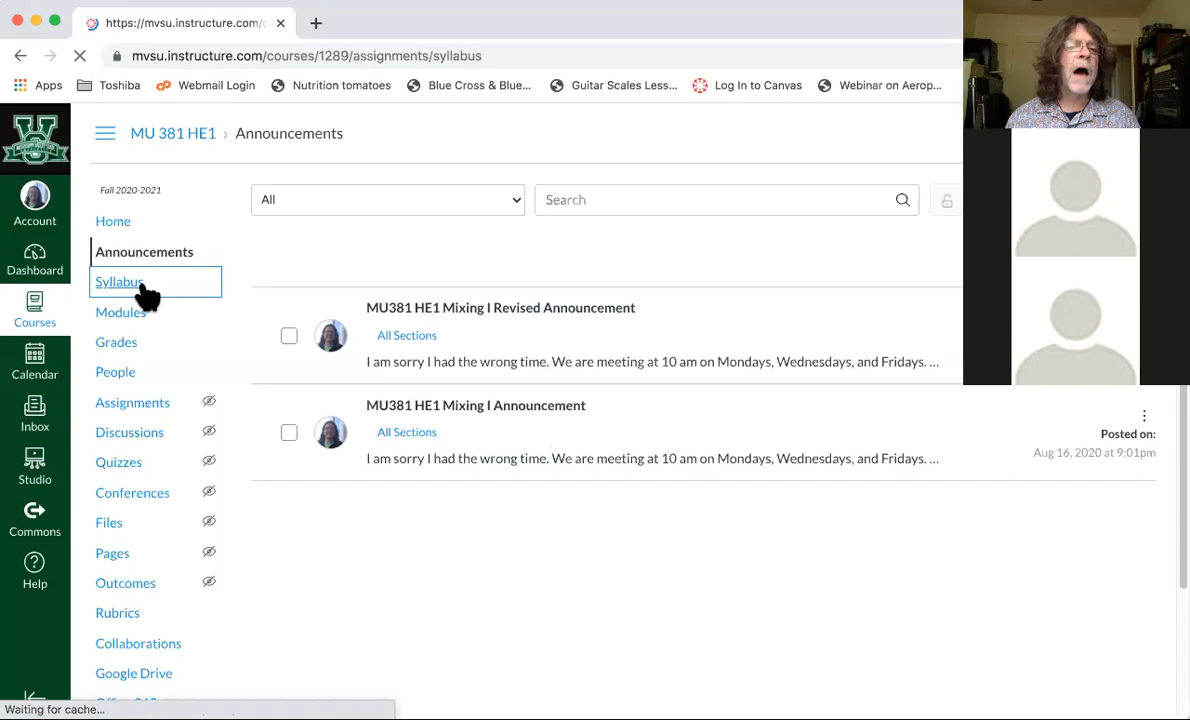 https://mvsu.instructure.com/c
mvsu.instructure.com/courses/1289/assignments/syllabus
Apps
Toshiba
Webmail Login
Nutrition tomatoes
Blue Cross & Blue...
Guitar Scales Less...
Log In to Canvas
Webinar on Aerop...
MU 381 HE1 › Announcements
Account
Dashboard
Courses
Calendar
Inbox
Studio
Commons
Help
Fall 2020-2021
Home
Announcements
Syllabus
Modules
Grades
People
Assignments
Discussions
Quizzes
Conferences
Files
Pages
Outcomes
Rubrics
Collaborations
Google Drive
All
Search
MU381 HE1 Mixing I Revised Announcement
All Sections
I am sorry I had the wrong time. We are meeting at 10 am on Mondays, Wednesdays, and Fridays. ...
MU381 HE1 Mixing I Announcement
All Sections
I am sorry I had the wrong time. We are meeting at 10 am on Mondays, Wednesdays, and Fridays. ...
Posted on:
Aug 16, 2020 at 9:01pm
Waiting for cache...